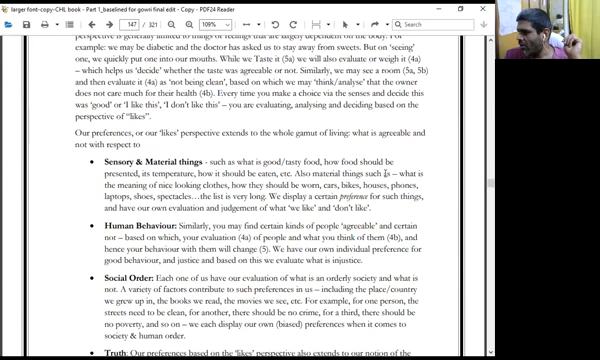 larger font-copy-CHL book - Part 1_baselined for gowri final edit - Copy - PDF24 Reader
147 / 321
109%
perspective is generally limited to things or feelings that are largely dependent on the body. For
example: we may be diabetic and the doctor has asked us to stay away from sweets. But on 'seeing'
one, we quickly put one into our mouths. While we Taste it (5a) we will also evaluate or weigh it (4a)
– which helps us 'decide' whether the taste was agreeable or not. Similarly, we may see a room (5a, 5b)
and then evaluate it (4a) as 'not being clean', based on which we may 'think/analyse' that the owner
does not care much for their health (4b). Every time you make a choice via the senses and decide this
was 'good' or 'I like this', 'I don't like this' – you are evaluating, analysing and deciding based on the
perspective of "likes".
Our preferences, or our 'likes' perspective extends to the whole gamut of living: what is agreeable and
not with respect to
• Sensory & Material things - such as what is good/tasty food, how food should be
presented, its temperature, how it should be eaten, etc. Also material things such as – what is
the meaning of nice looking clothes, how they should be worn, cars, bikes, houses, phones,
laptops, shoes, spectacles...the list is very long. We display a certain preference for such things,
and have our own evaluation and judgement of what 'we like' and 'don't like'.
• Human Behaviour: Similarly, you may find certain kinds of people 'agreeable' and certain
not – based on which, your evaluation (4a) of people and what you think of them (4b), and
hence your behaviour with them will change (5). We have our own individual preference for
good behaviour, and justice and based on this we evaluate what is injustice.
• Social Order: Each one of us have our evaluation of what is an orderly society and what is
not. A variety of factors contribute to such preferences in us – including the place/country
we grew up in, the books we read, the movies we see, etc. For example, for one person, the
streets need to be clean, for another, there should be no crime, for a third, there should be
no poverty, and so on – we each display our own (biased) preferences when it comes to
society & human order.
• Truth: Our preferences based on the 'likes' perspective also extends to our notion of the